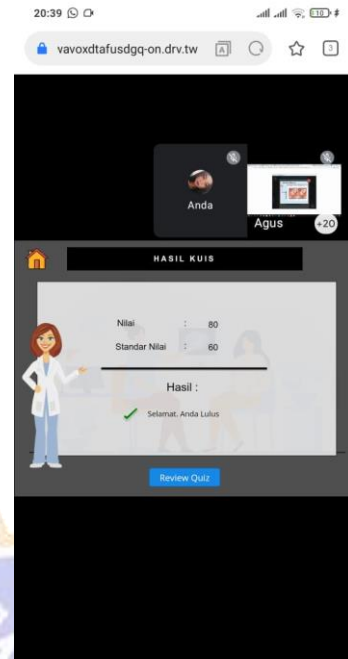 20:39
10
vavoxdtafusdgq-on.drv.tw
A
3
Anda
Agus
+20
HASIL KUIS
Nilai : 80
Standar Nilai : 60
Hasil :
Selamat. Anda Lulus
Review Quiz